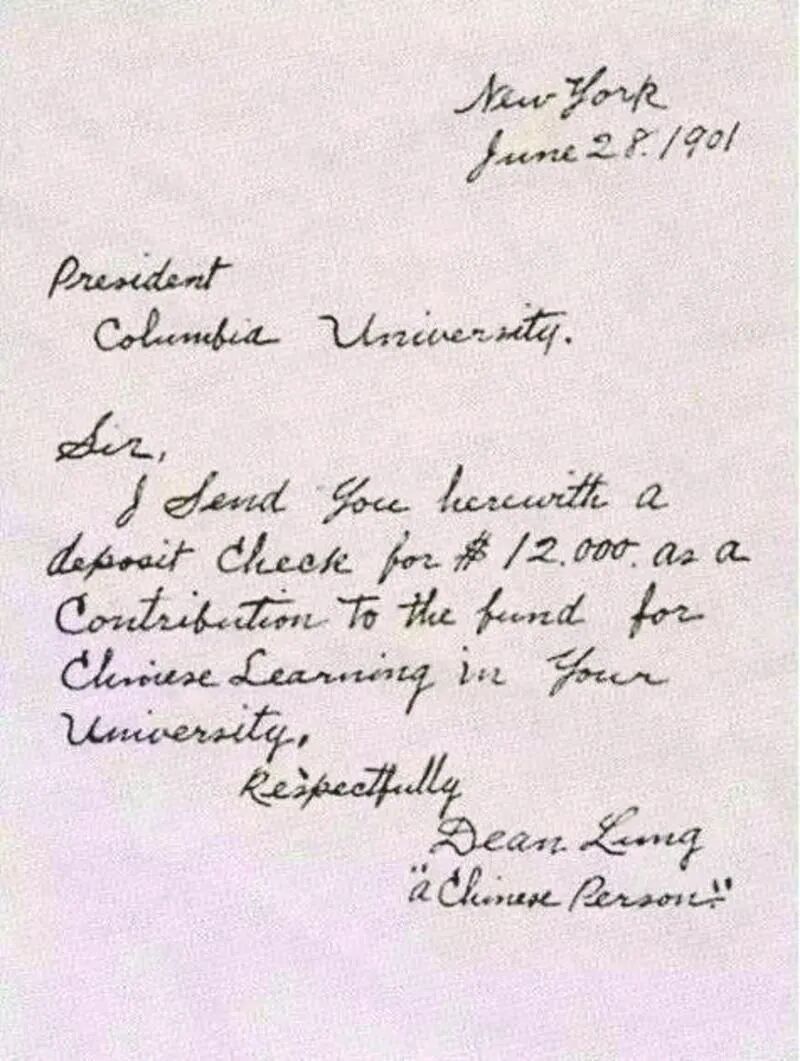 New York
June 28. 1901
President
Columbia University.
Sir,
I Send You herewith a
deposit Check for $ 12.000. as a
Contribution To the fund for
Chinese Learning in Your
University.
Respectfully
Dean Lung
"a Chinese Person"